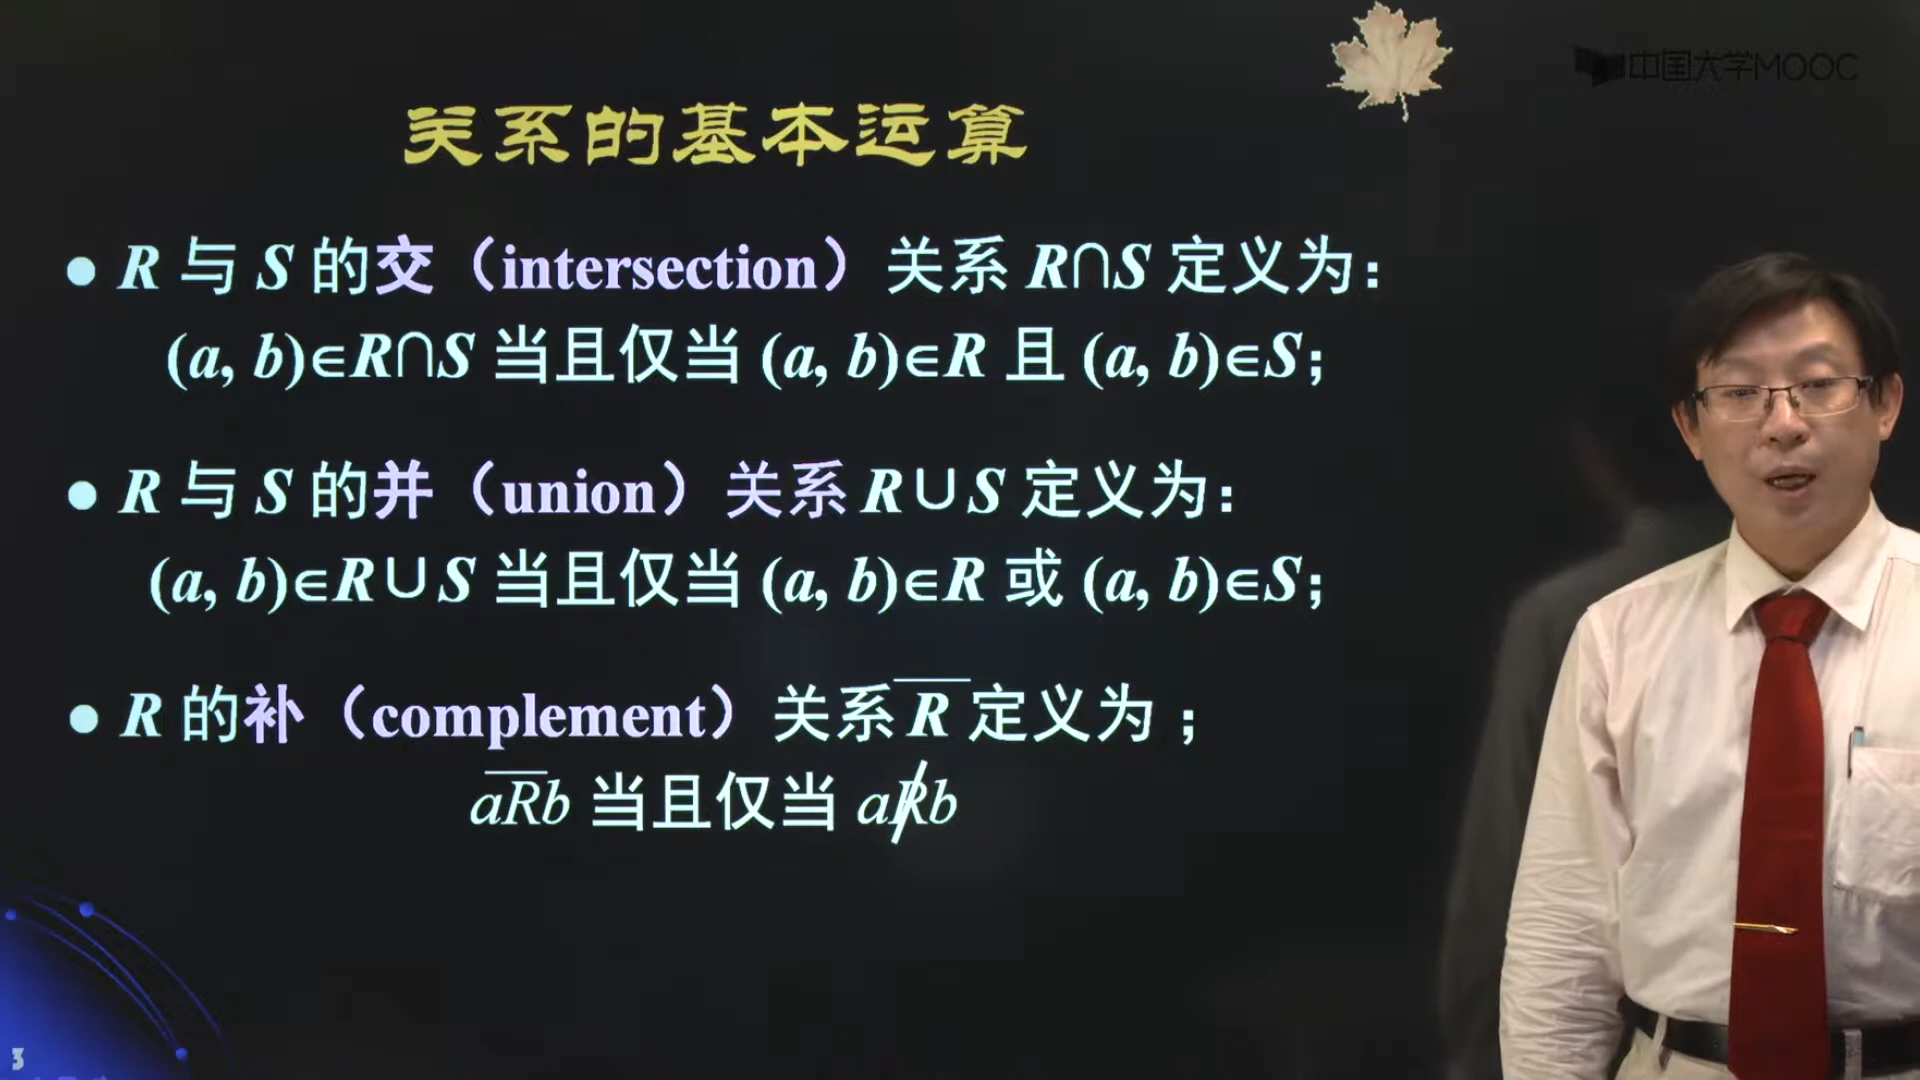 中国大学MOOC
关系的基本运算
● R 与 S 的交（intersection）关系 R∩S 定义为：
(a, b)∈R∩S 当且仅当 (a, b)∈R 且 (a, b)∈S；
● R 与 S 的并（union）关系 R∪S 定义为：
(a, b)∈R∪S 当且仅当 (a, b)∈R 或 (a, b)∈S；
● R 的补（complement）关系 R̅ 定义为；
aR̅b 当且仅当 aR̸b
3